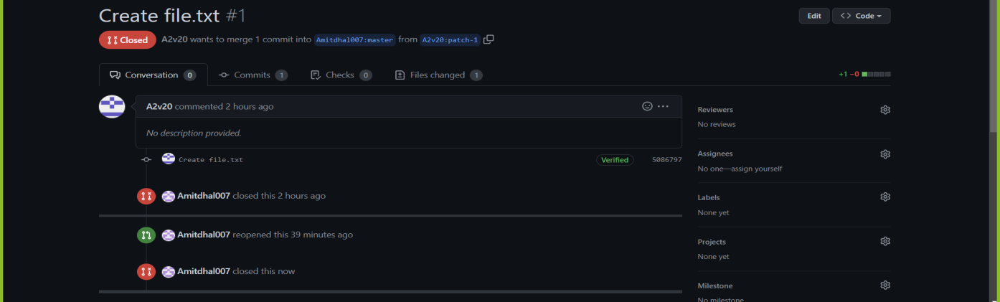 Create file.txt #1
Edit
<> Code
Closed
A2v20 wants to merge 1 commit into Amitdhal007:master from A2v20:patch-1
Conversation 0
Commits 1
Checks 0
Files changed 1
+1 −0
A2v20 commented 2 hours ago
No description provided.
Create file.txt
Verified
5086797
Amitdhal007 closed this 2 hours ago
Amitdhal007 reopened this 39 minutes ago
Amitdhal007 closed this now
Reviewers
No reviews
Assignees
No one—assign yourself
Labels
None yet
Projects
None yet
Milestone
No milestone